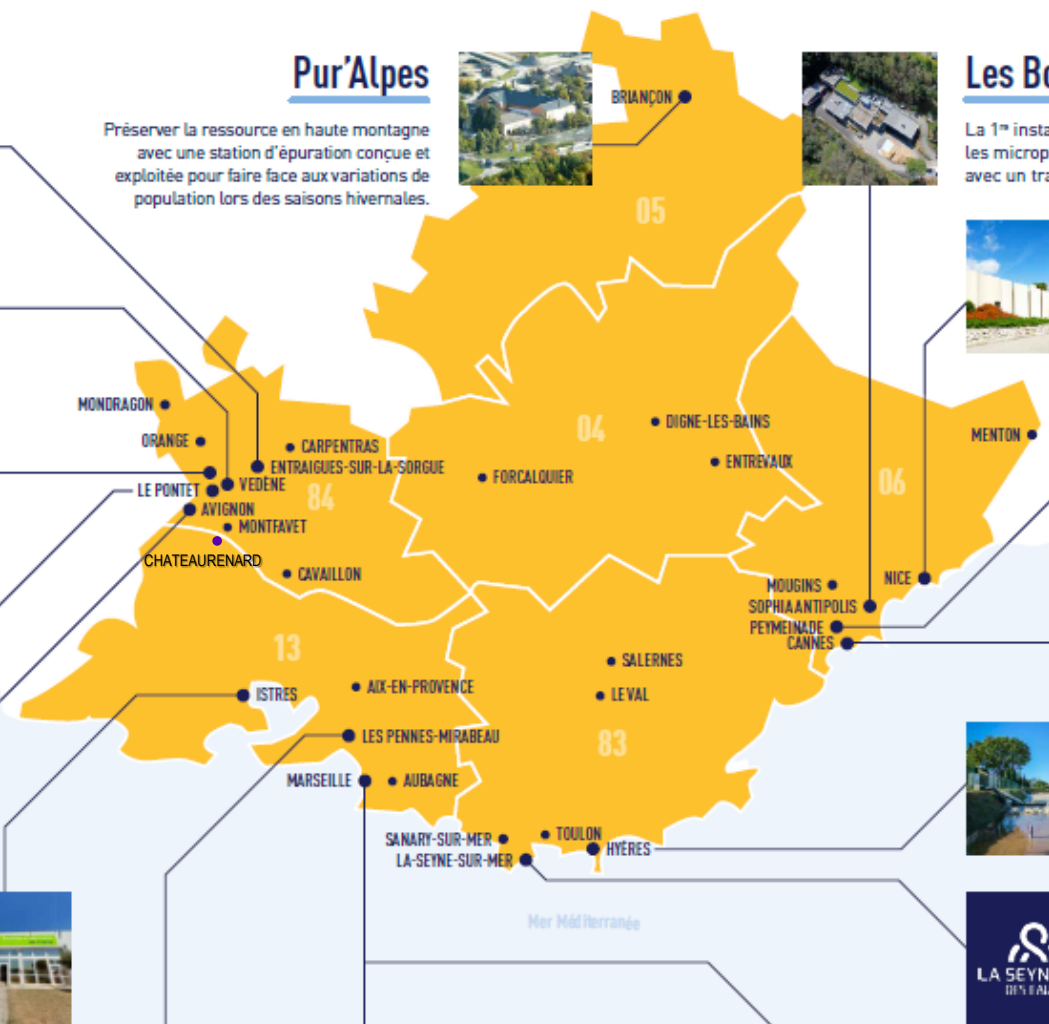 Pur'Alpes
Préserver la ressource en haute montagne
avec une station d'épuration conçue et
exploitée pour faire face aux variations de
population lors des saisons hivernales.
Les Bo
La 1re insta
les microp
avec un tra
BRIANÇON
05
MONDRAGON
ORANGE
CARPENTRAS
ENTRAIGUES-SUR-LA-SORGUE
VEDÈNE
LE PONTET
84
AVIGNON
MONTFAVET
CHATEAURENARD
CAVAILLON
04
DIGNE-LES-BAINS
ENTREVAUX
FORCALQUIER
MENTON
06
NICE
MOUGINS
SOPHIA ANTIPOLIS
PEYMEINADE
CANNES
13
ISTRES
AIX-EN-PROVENCE
LES PENNES-MIRABEAU
MARSEILLE
AUBAGNE
SALERNES
LE VAL
83
SANARY-SUR-MER
TOULON
HYÈRES
LA-SEYNE-SUR-MER
Mer Méditerranée
LA SEYN